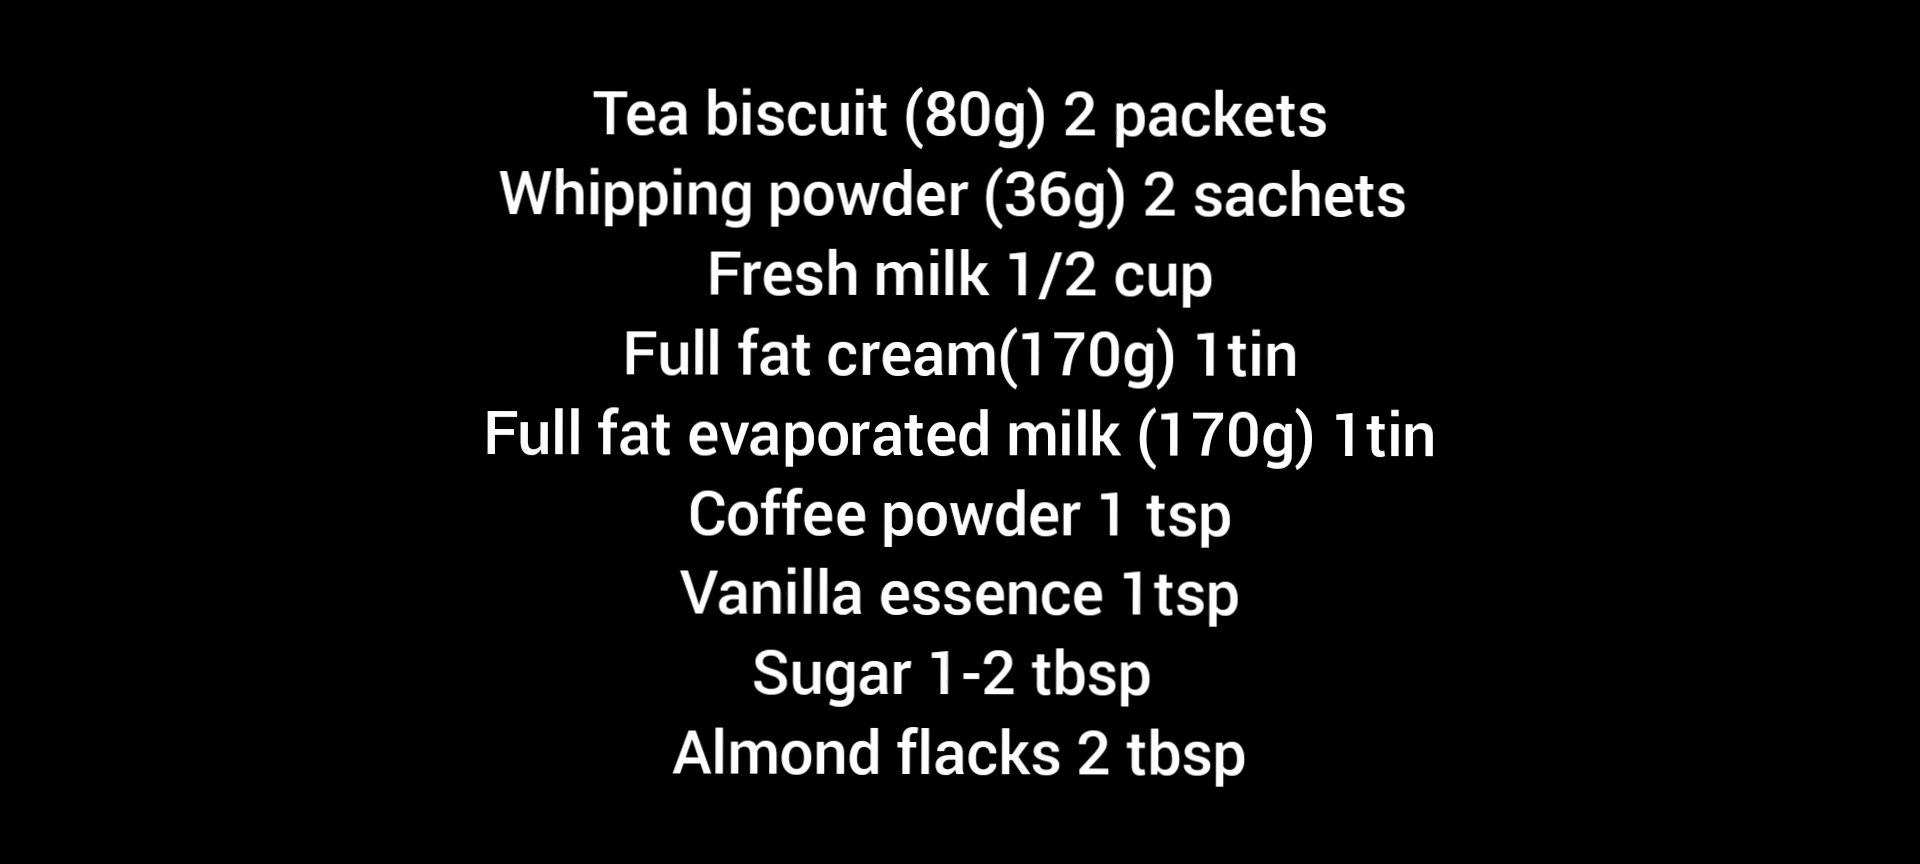 Tea biscuit (80g) 2 packets
Whipping powder (36g) 2 sachets
Fresh milk 1/2 cup
Full fat cream(170g) 1tin
Full fat evaporated milk (170g) 1tin
Coffee powder 1 tsp
Vanilla essence 1tsp
Sugar 1-2 tbsp
Almond flacks 2 tbsp